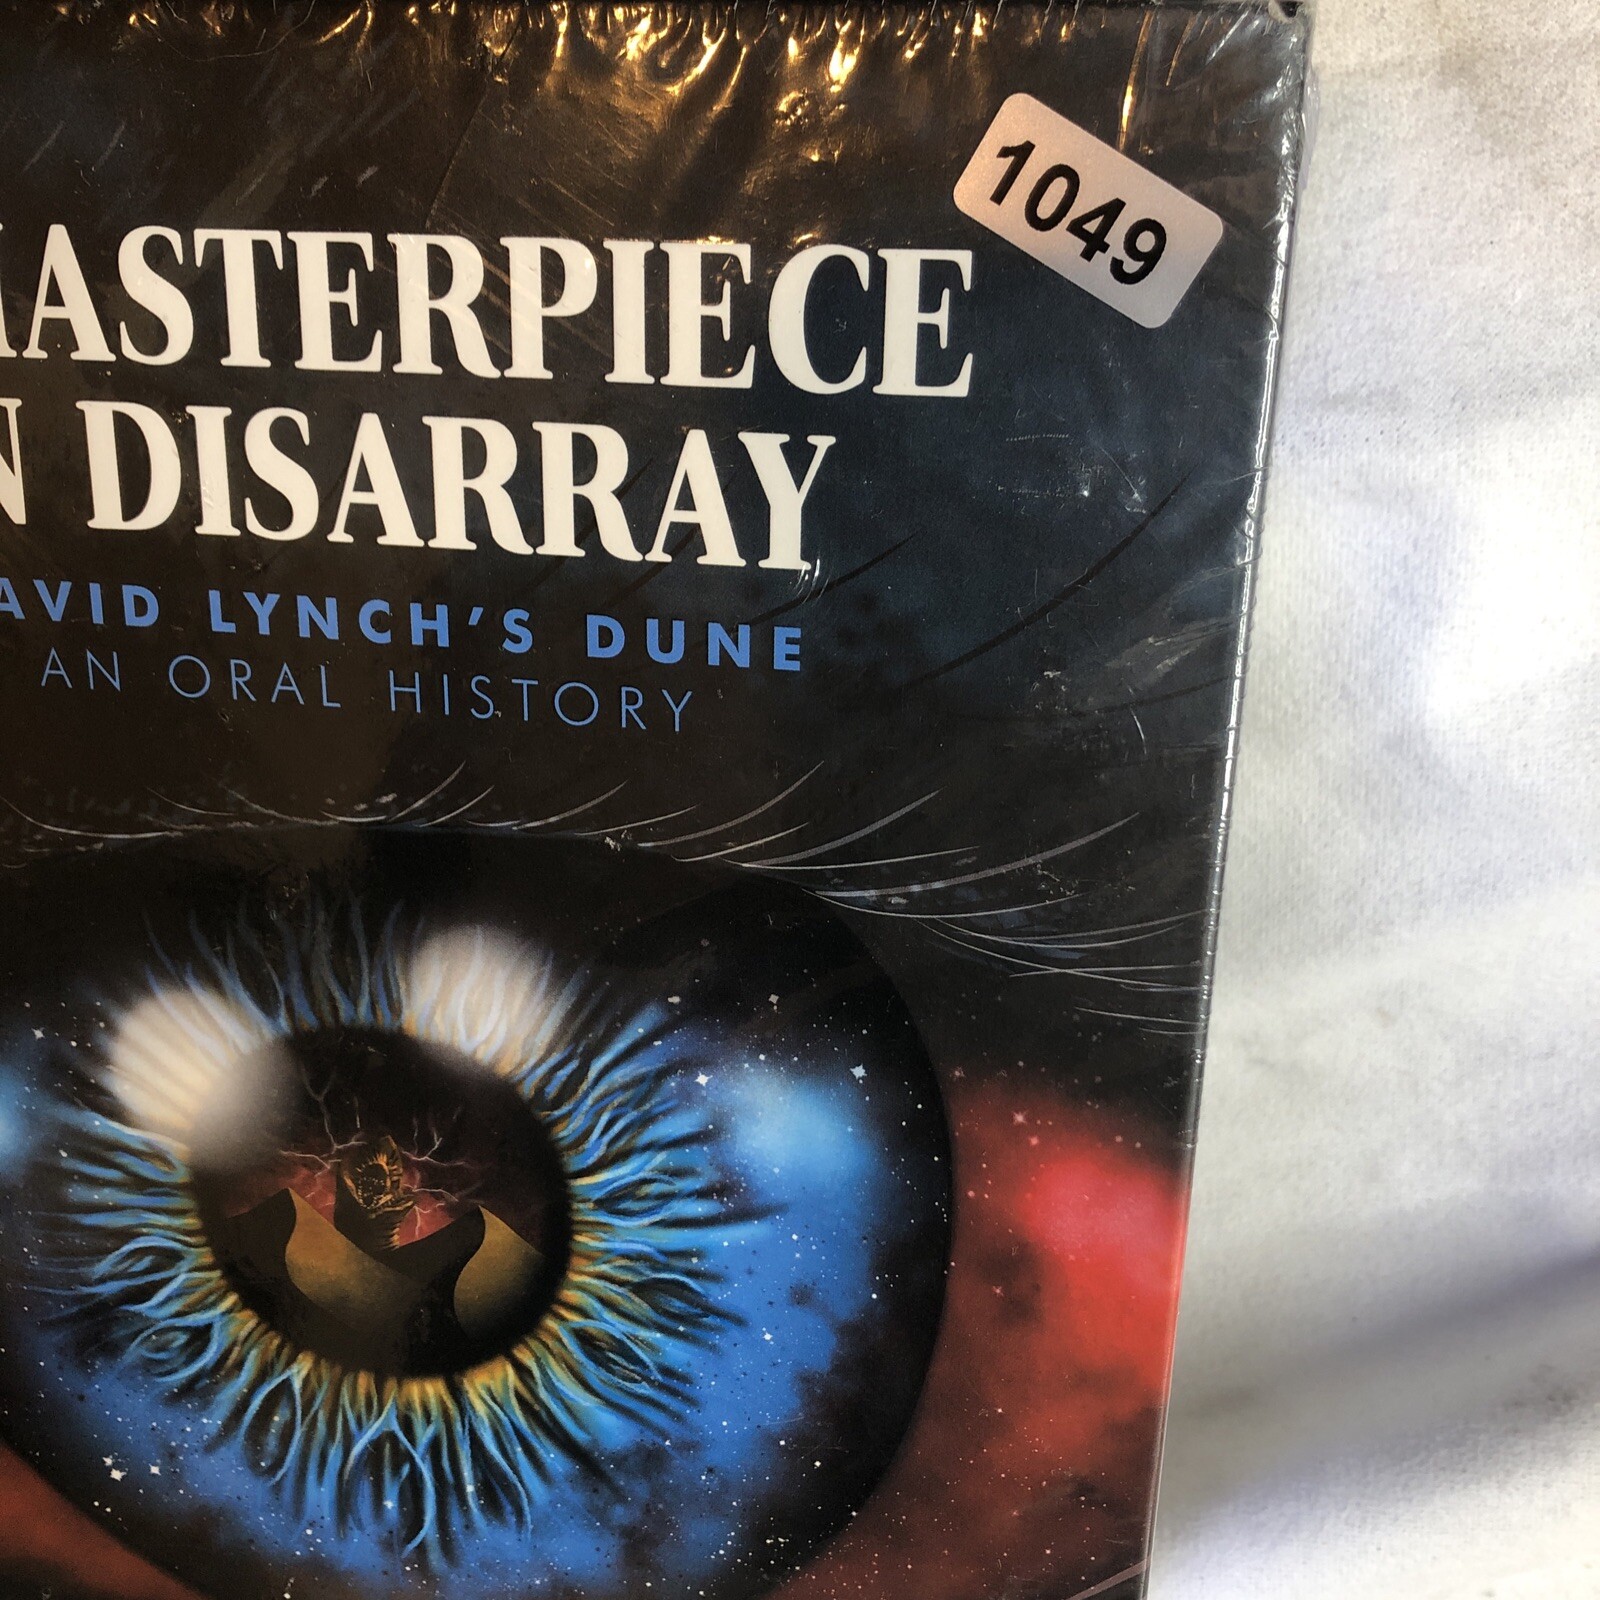 1049
MASTERPIECE
N DISARRAY
AVID LYNCH'S DUNE
AN ORAL HISTORY